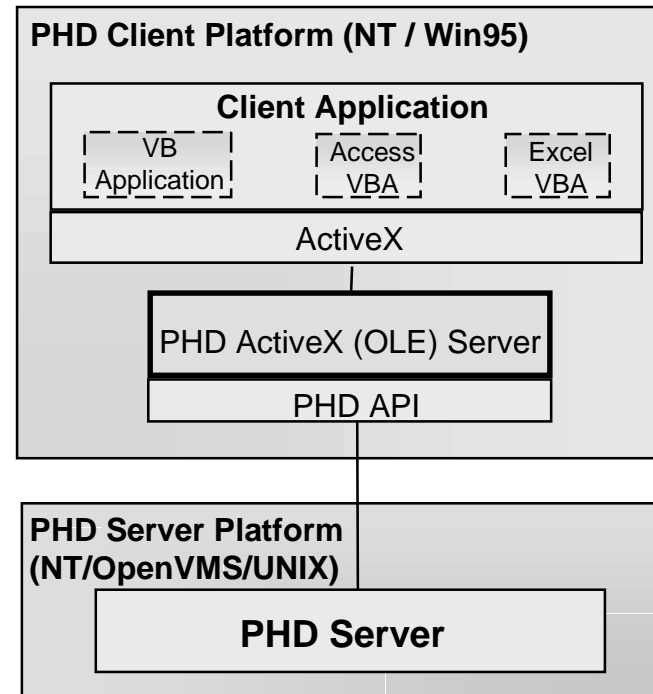 PHD Client Platform (NT / Win95)
Client Application
VB
Application
Access
VBA
Excel
VBA
ActiveX
PHD ActiveX (OLE) Server
PHD API
PHD Server Platform
(NT/OpenVMS/UNIX)
PHD Server